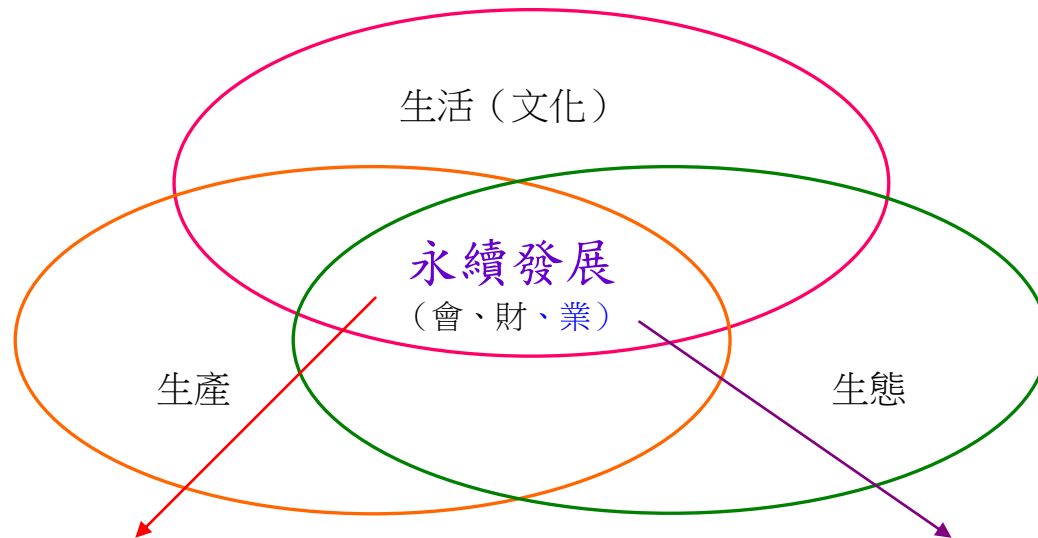 生活（文化）
永續發展
（會、財、業）
生產
生態